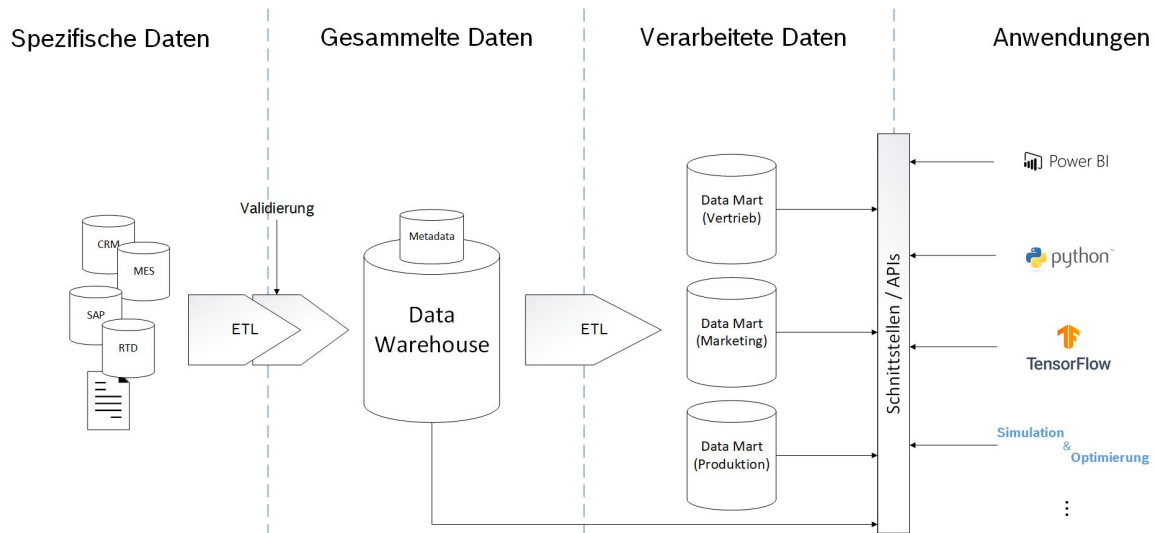 Spezifische Daten
Gesammelte Daten
Verarbeitete Daten
Anwendungen
CRM
MES
SAP
RTD
Validierung
ETL
Metadata
Data
Warehouse
ETL
Data Mart
(Vertrieb)
Data Mart
(Marketing)
Data Mart
(Produktion)
Schnittstellen / APIs
Power BI
python™
TensorFlow
Simulation
&
Optimierung
⋮